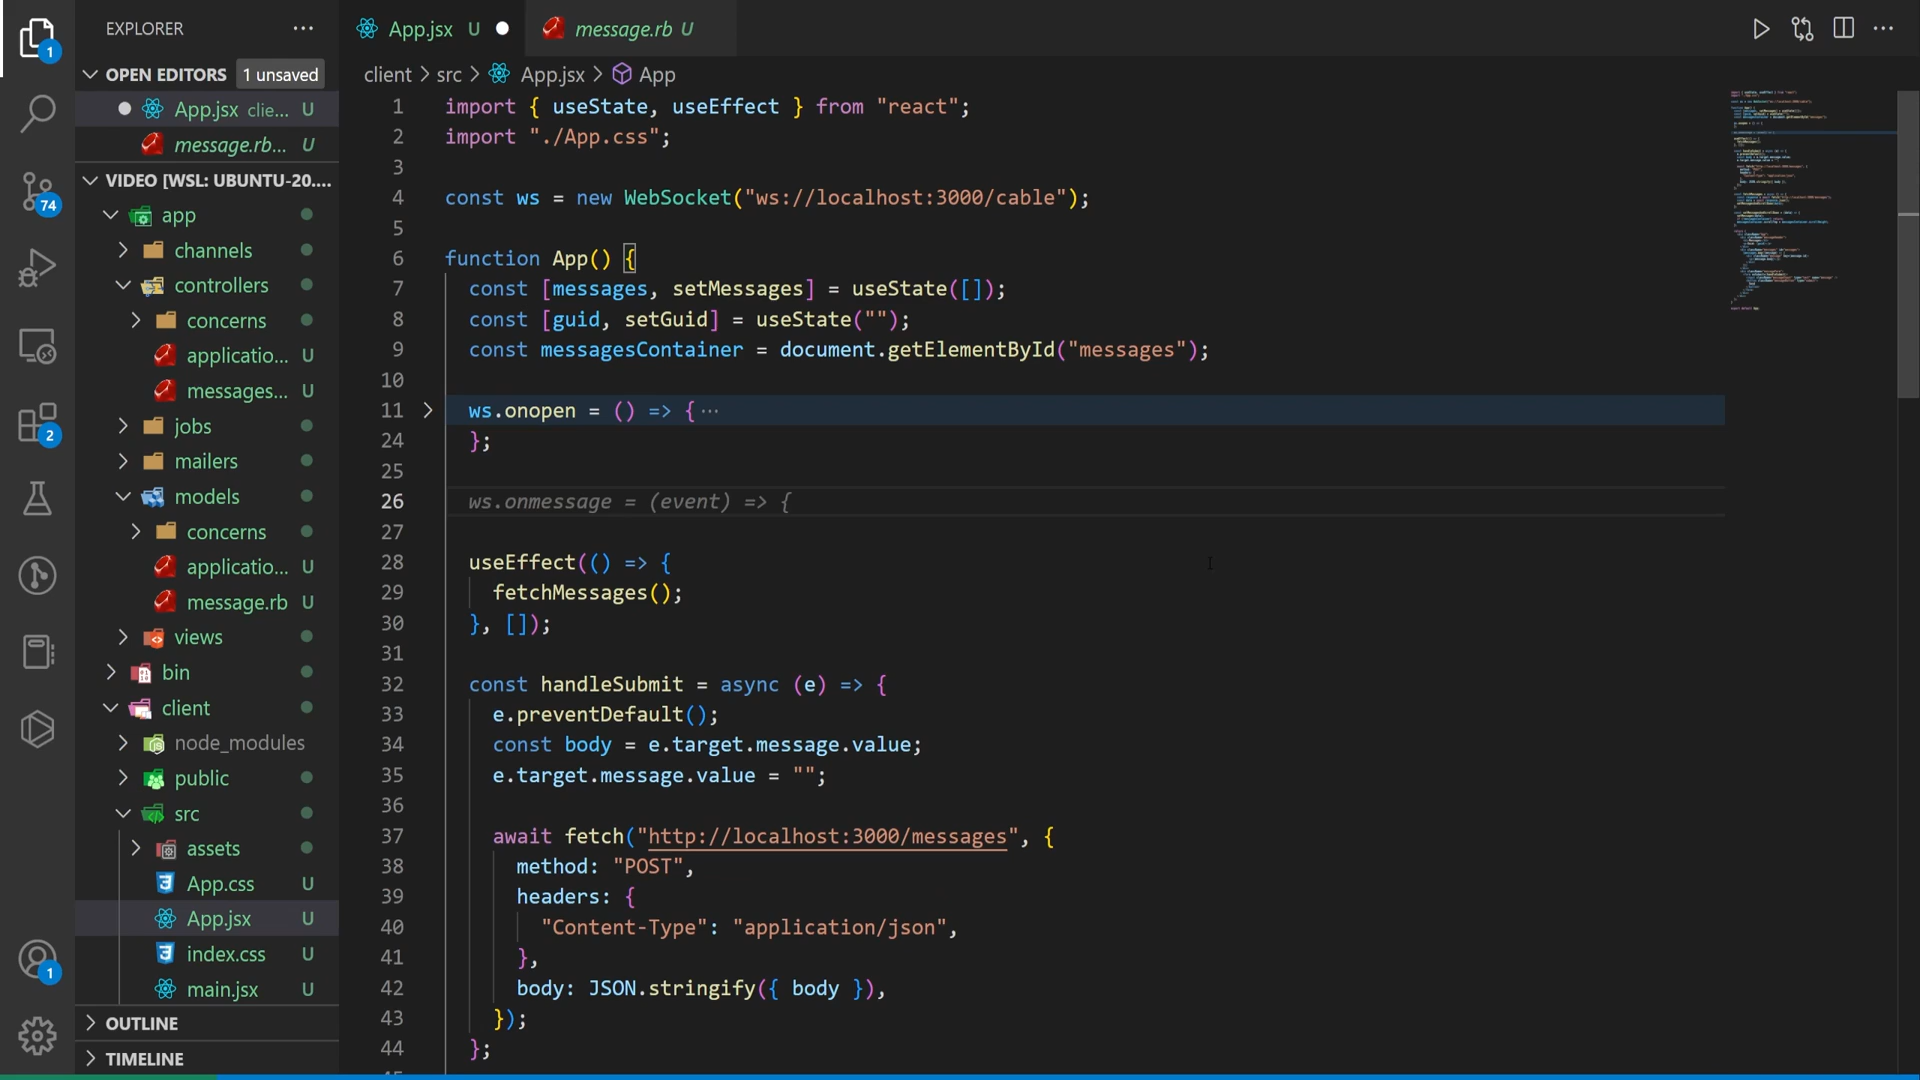 EXPLORER
OPEN EDITORS 1 unsaved
App.jsx clie... U
message.rb... U
VIDEO [WSL: UBUNTU-20....
app
channels
controllers
concerns
applicatio... U
messages... U
jobs
mailers
models
concerns
applicatio... U
message.rb U
views
bin
client
node_modules
public
src
assets
App.css U
App.jsx U
index.css U
main.jsx U
OUTLINE
TIMELINE
1
74
2
1
App.jsx U
message.rb U
client > src > App.jsx > App
1 import { useState, useEffect } from "react";
2 import "./App.css";
3
4 const ws = new WebSocket("ws://localhost:3000/cable");
5
6 function App() {
7 const [messages, setMessages] = useState([]);
8 const [guid, setGuid] = useState("");
9 const messagesContainer = document.getElementById("messages");
10
11 ws.onopen = () => { ···
24 };
25
26 ws.onmessage = (event) => {
27
28 useEffect(() => {
29 fetchMessages();
30 }, []);
31
32 const handleSubmit = async (e) => {
33 e.preventDefault();
34 const body = e.target.message.value;
35 e.target.message.value = "";
36
37 await fetch("http://localhost:3000/messages", {
38 method: "POST",
39 headers: {
40 "Content-Type": "application/json",
41 },
42 body: JSON.stringify({ body }),
43 });
44 };